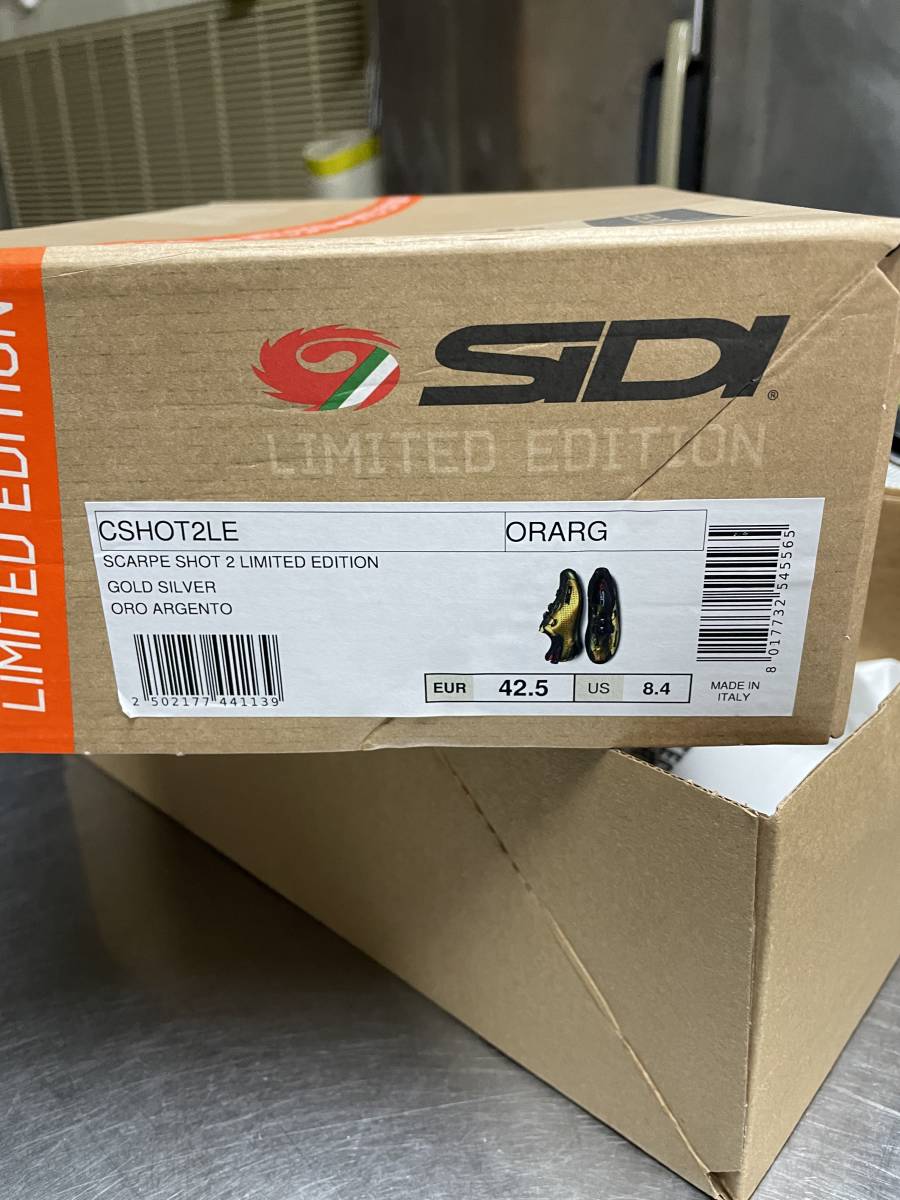 LIMITED EDITION
SIDI
®
LIMITED EDITION
CSHOT2LE
ORARG
SCARPE SHOT 2 LIMITED EDITION
GOLD SILVER
ORO ARGENTO
2 502177 441139
8 017732 545565
EUR 42.5 US 8.4
MADE IN
ITALY